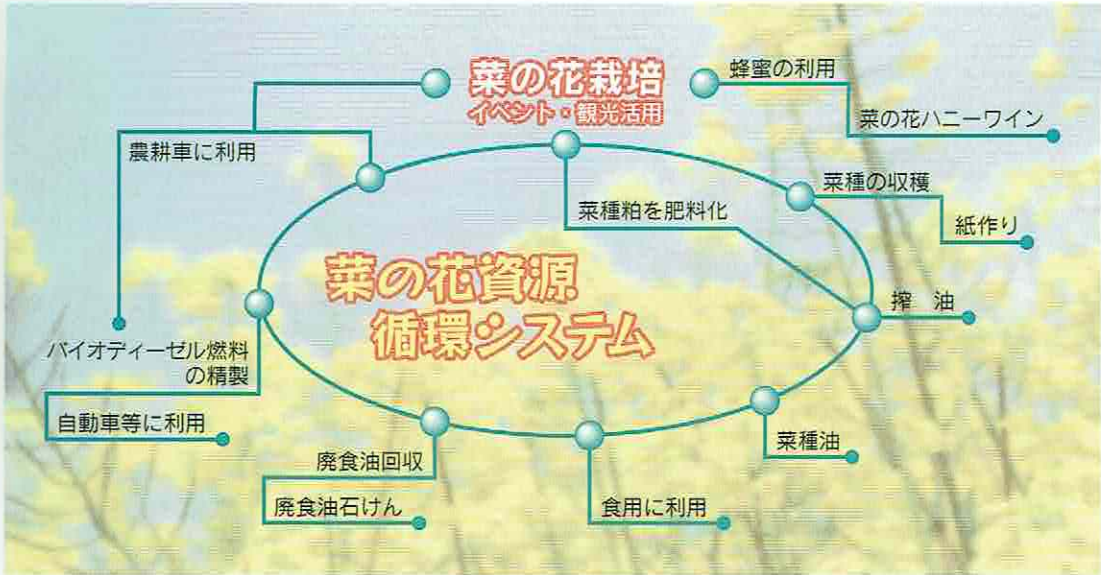 菜の花栽培
イベント・観光活用
蜂蜜の利用
菜の花ハニーワイン
農耕車に利用
菜種の収穫
菜種粕を肥料化
紙作り
菜の花資源
循環システム
搾 油
バイオディーゼル燃料
の精製
自動車等に利用
菜種油
廃食油回収
廃食油石けん
食用に利用